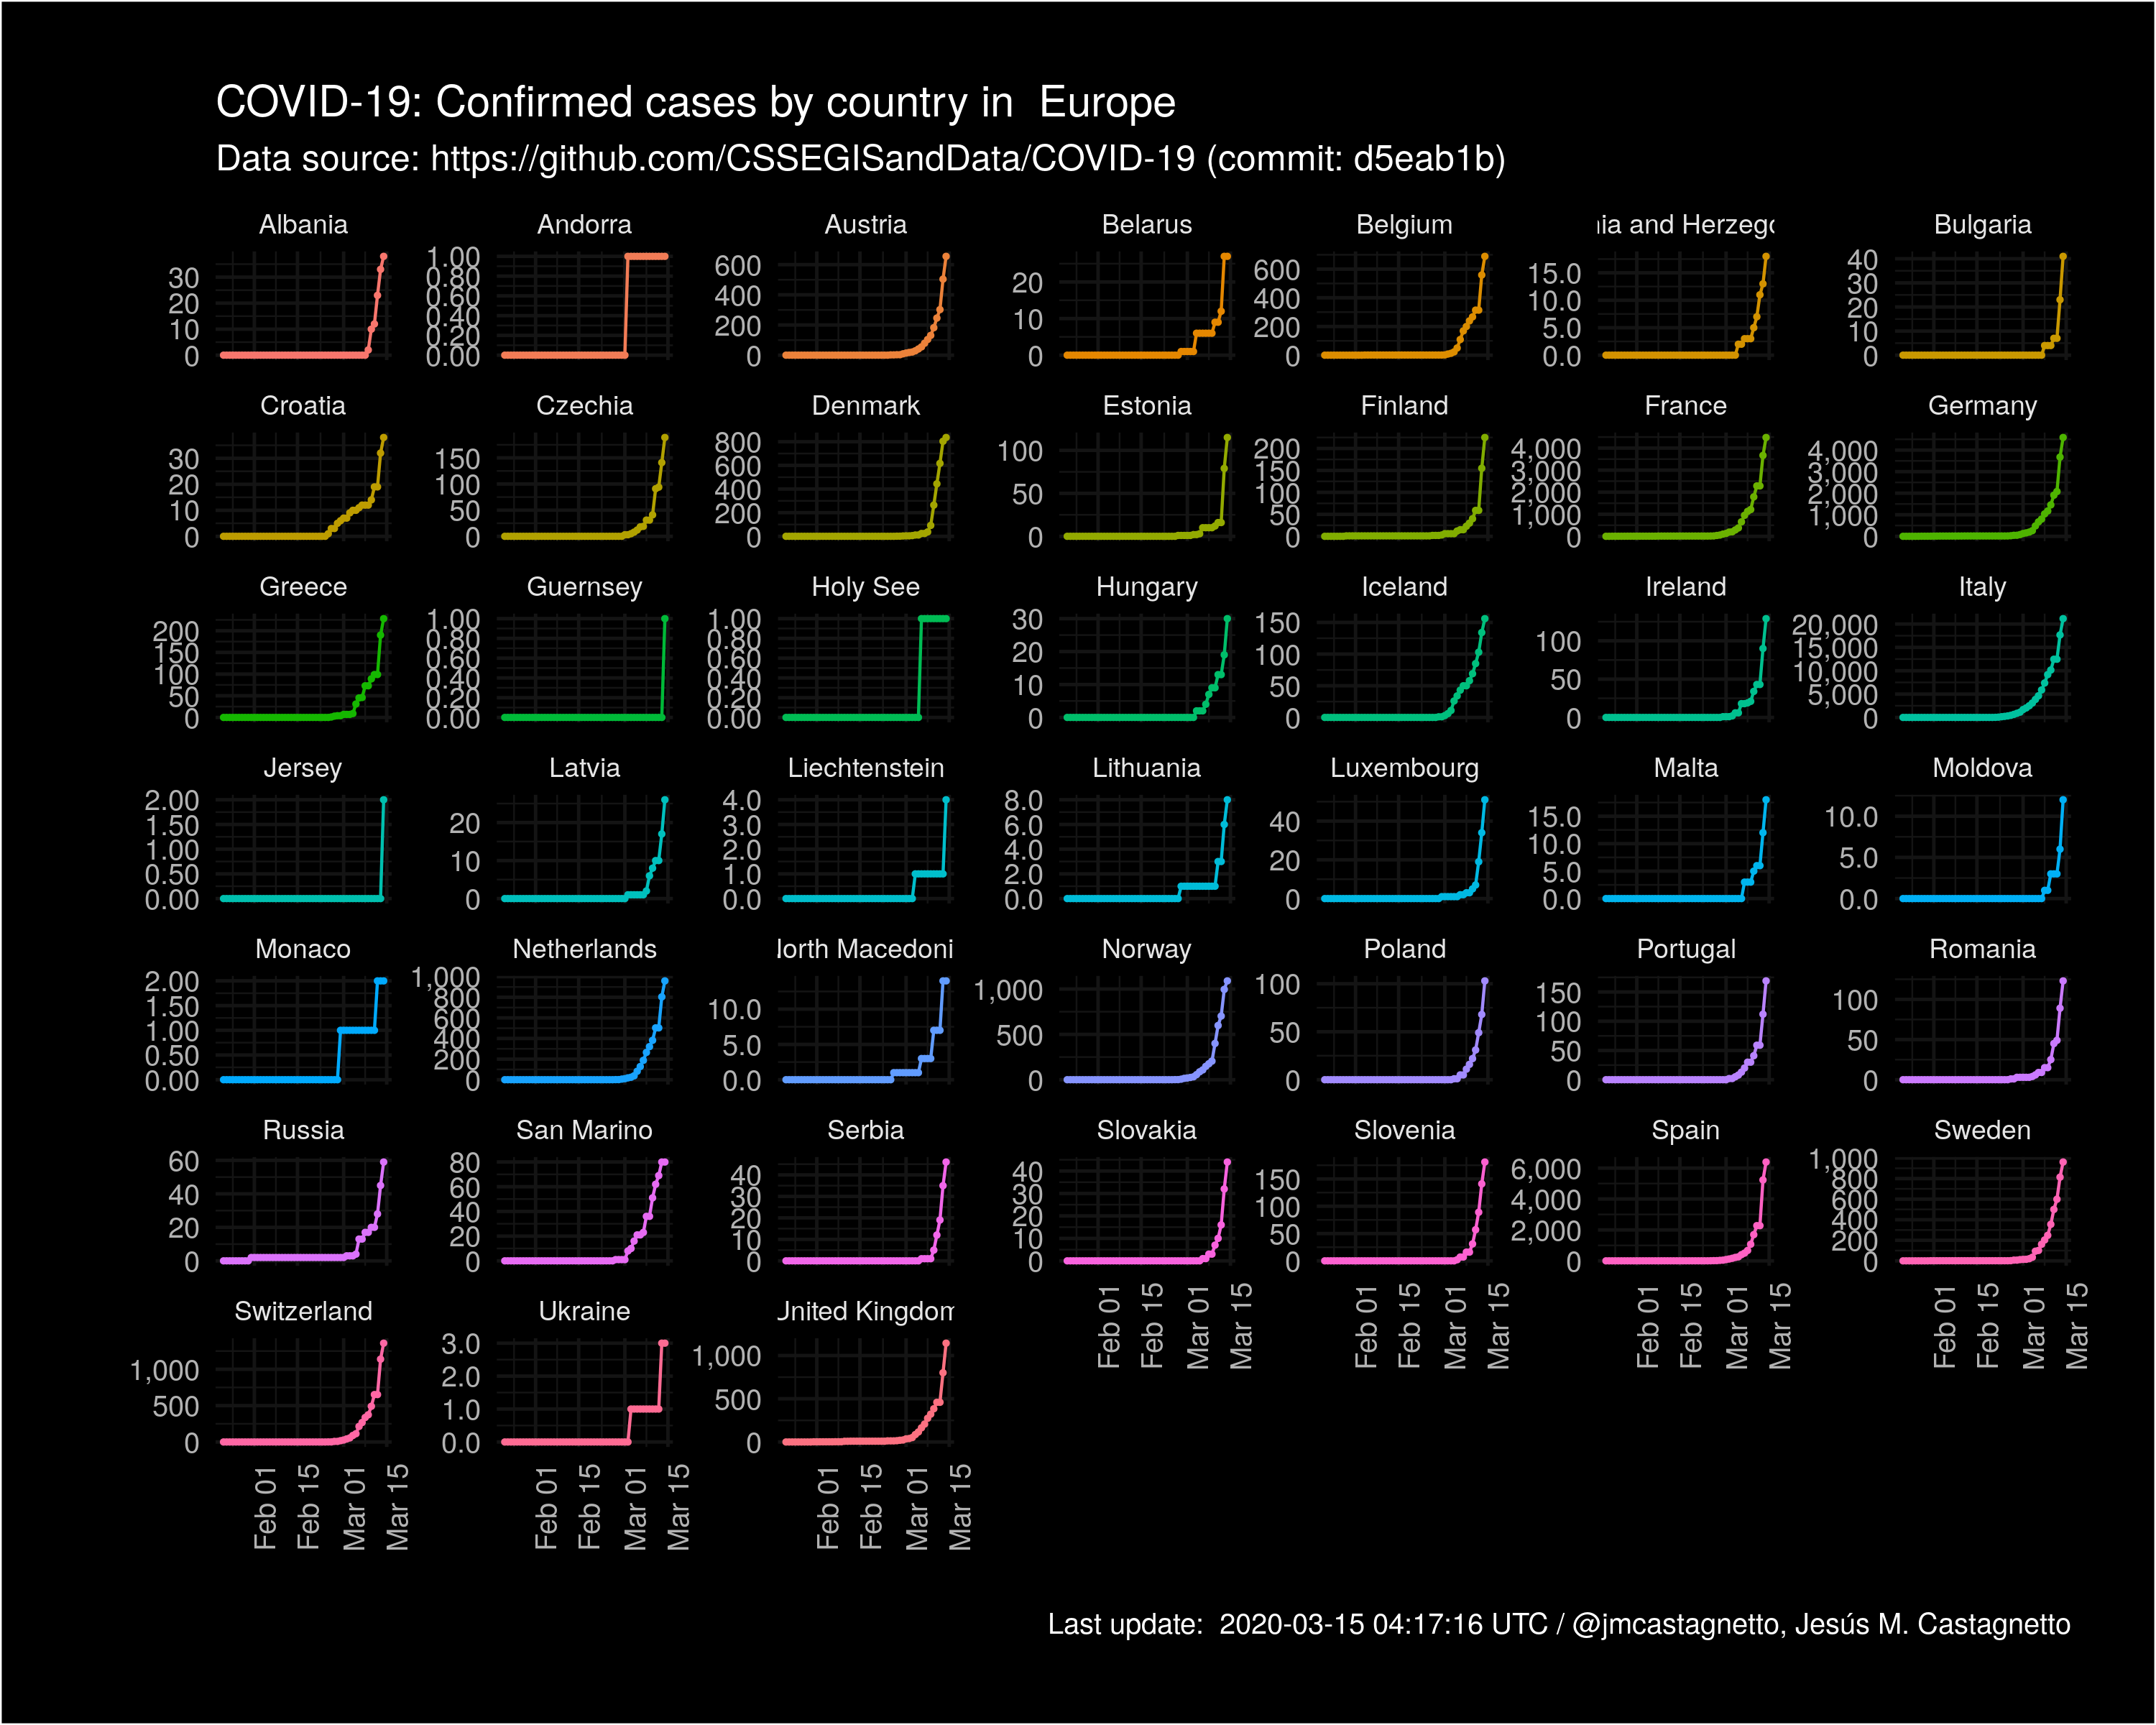 COVID-19: Confirmed cases by country in  Europe
Data source: https://github.com/CSSEGISandData/COVID-19 (commit: d5eab1b)
Albania Andorra Austria Belarus Belgium nia and Herzego Bulgaria
30 20 10 0
1.00 0.80 0.60 0.40 0.20 0.00
600 400 200 0
20 10 0
600 400 200 0
15.0 10.0 5.0 0.0
40 30 20 10 0
Croatia Czechia Denmark Estonia Finland France Germany
30 20 10 0
150 100 50 0
800 600 400 200 0
100 50 0
200 150 100 50 0
4,000 3,000 2,000 1,000 0
4,000 3,000 2,000 1,000 0
Greece Guernsey Holy See Hungary Iceland Ireland Italy
200 150 100 50 0
1.00 0.80 0.60 0.40 0.20 0.00
1.00 0.80 0.60 0.40 0.20 0.00
30 20 10 0
150 100 50 0
100 50 0
20,000 15,000 10,000 5,000 0
Jersey Latvia Liechtenstein Lithuania Luxembourg Malta Moldova
2.00 1.50 1.00 0.50 0.00
20 10 0
4.0 3.0 2.0 1.0 0.0
8.0 6.0 4.0 2.0 0.0
40 20 0
15.0 10.0 5.0 0.0
10.0 5.0 0.0
Monaco Netherlands North Macedoni Norway Poland Portugal Romania
2.00 1.50 1.00 0.50 0.00
1,000 800 600 400 200 0
10.0 5.0 0.0
1,000 500 0
100 50 0
150 100 50 0
100 50 0
Russia San Marino Serbia Slovakia Slovenia Spain Sweden
60 40 20 0
80 60 40 20 0
40 30 20 10 0
40 30 20 10 0
150 100 50 0
6,000 4,000 2,000 0
1,000 800 600 400 200 0
Feb 01 Feb 15 Mar 01 Mar 15
Feb 01 Feb 15 Mar 01 Mar 15
Feb 01 Feb 15 Mar 01 Mar 15
Feb 01 Feb 15 Mar 01 Mar 15
Switzerland Ukraine United Kingdom
1,000 500 0
3.0 2.0 1.0 0.0
1,000 500 0
Feb 01 Feb 15 Mar 01 Mar 15
Feb 01 Feb 15 Mar 01 Mar 15
Feb 01 Feb 15 Mar 01 Mar 15
Last update:  2020-03-15 04:17:16 UTC / @jmcastagnetto, Jesús M. Castagnetto